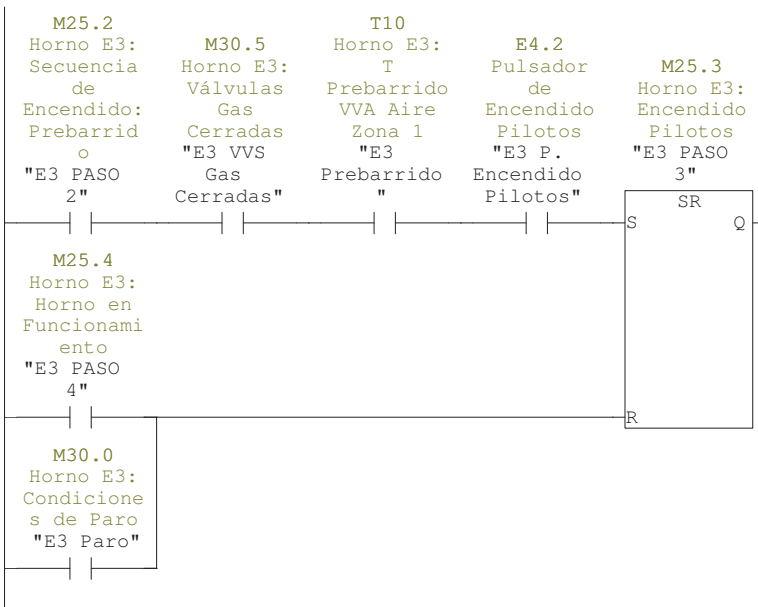 M25.2
Horno E3:
Secuencia
de
Encendido:
Prebarrid
o
"E3 PASO
2"
M30.5
Horno E3:
Válvulas
Gas
Cerradas
"E3 VVS
Gas
Cerradas"
T10
Horno E3:
T
Prebarrido
VVA Aire
Zona 1
"E3
Prebarrido
"
E4.2
Pulsador
de
Encendido
Pilotos
"E3 P.
Encendido
Pilotos"
M25.3
Horno E3:
Encendido
Pilotos
"E3 PASO
3"
SR
S
Q
M25.4
Horno E3:
Horno en
Funcionami
ento
"E3 PASO
4"
R
M30.0
Horno E3:
Condicione
s de Paro
"E3 Paro"